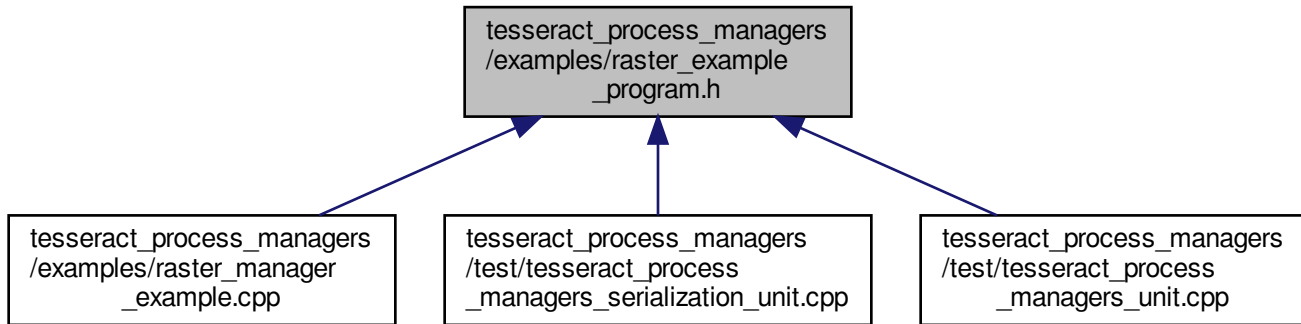 tesseract_process_managers
/examples/raster_example
_program.h
tesseract_process_managers
/examples/raster_manager
_example.cpp
tesseract_process_managers
/test/tesseract_process
_managers_serialization_unit.cpp
tesseract_process_managers
/test/tesseract_process
_managers_unit.cpp